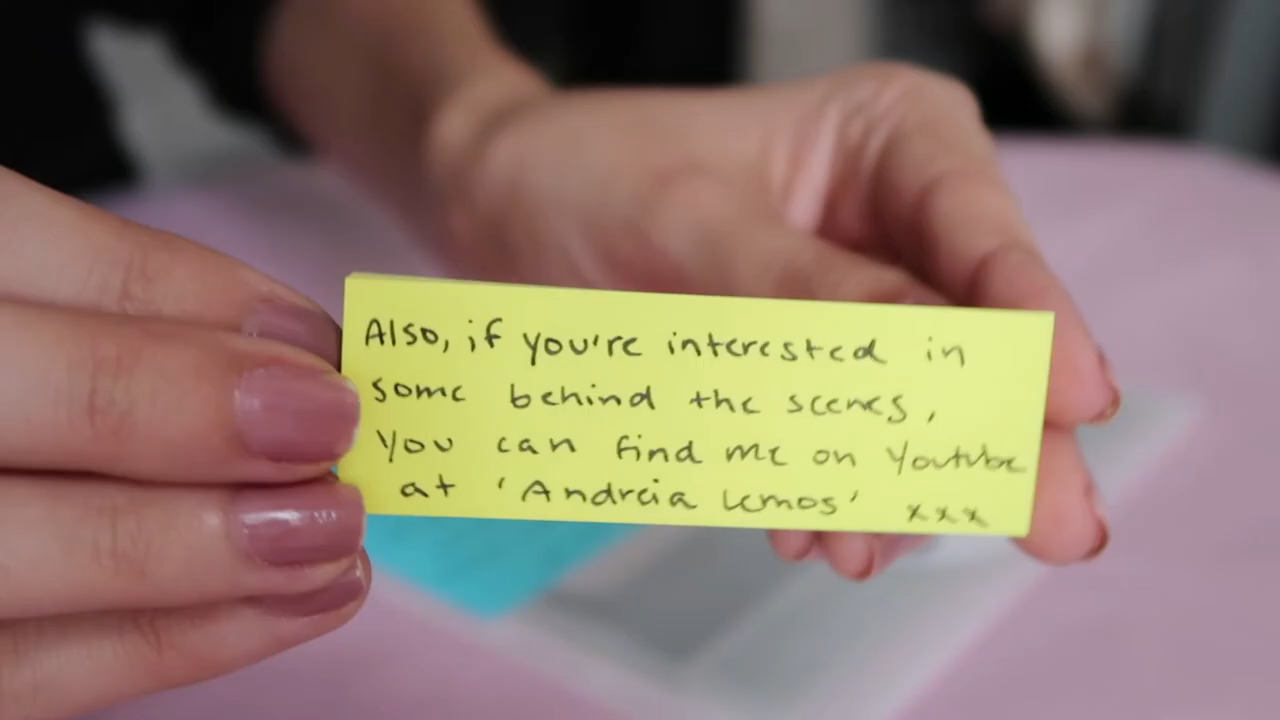 Also, if you're interested in
some behind the scenes,
You can find me on Youtube
at 'Andreia Lemos' xxx